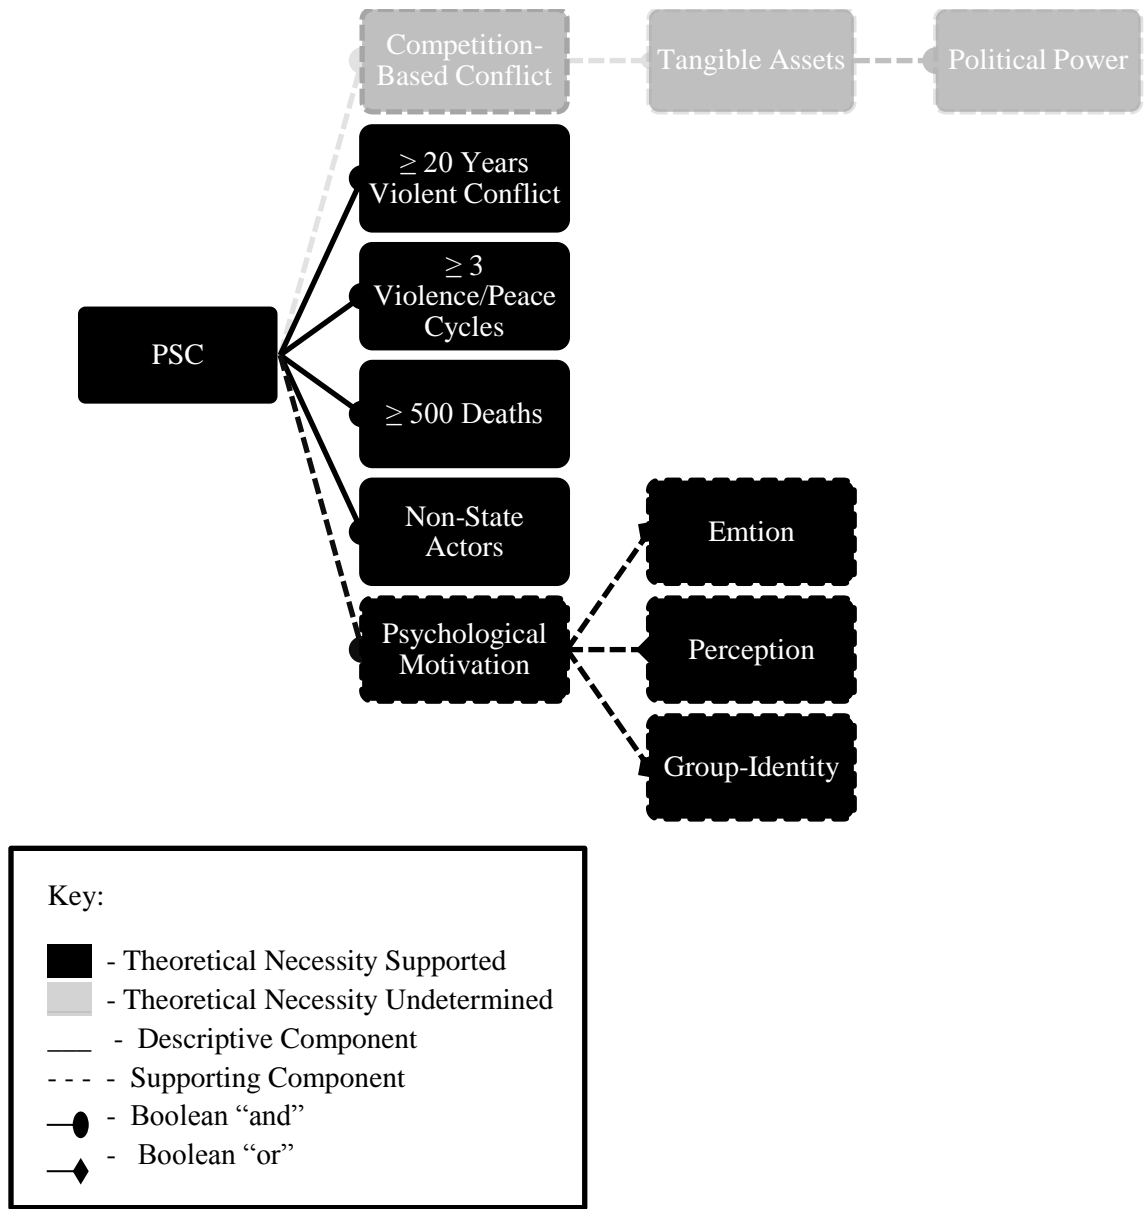 Competition-
Based Conflict
Tangible Assets
Political Power
≥ 20 Years
Violent Conflict
≥ 3
Violence/Peace
Cycles
PSC
≥ 500 Deaths
Non-State
Actors
Emtion
Psychological
Motivation
Perception
Group-Identity
Key:
- Theoretical Necessity Supported
- Theoretical Necessity Undetermined
___ - Descriptive Component
- - - - Supporting Component
- Boolean “and”
- Boolean “or”